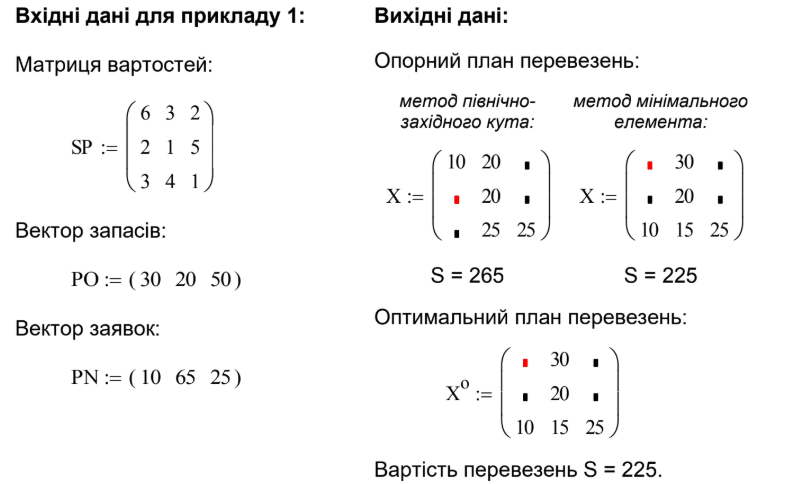 Вхідні дані для прикладу 1:
Матриця вартостей:
SP :=
6 3 2
2 1 5
3 4 1
Вектор запасів:
PO := ( 30 20 50 )
Вектор заявок:
PN := ( 10 65 25 )
Вихідні дані:
Опорний план перевезень:
метод північно-
західного кута:
X :=
10 20 ▪
▪ 20 ▪
▪ 25 25
S = 265
метод мінімального
елемента:
X :=
▪ 30 ▪
▪ 20 ▪
10 15 25
S = 225
Оптимальний план перевезень:
X° :=
▪ 30 ▪
▪ 20 ▪
10 15 25
Вартість перевезень S = 225.